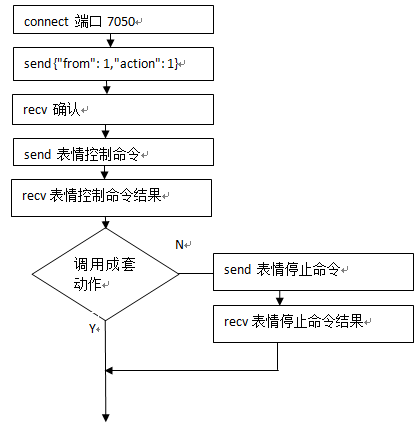 connect 端口 7050
send{"from": 1,"action": 1}
recv 确认
send 表情控制命令
recv 表情控制命令结果
调用成套
动作
N
send 表情停止命令
recv 表情停止命令结果
Y